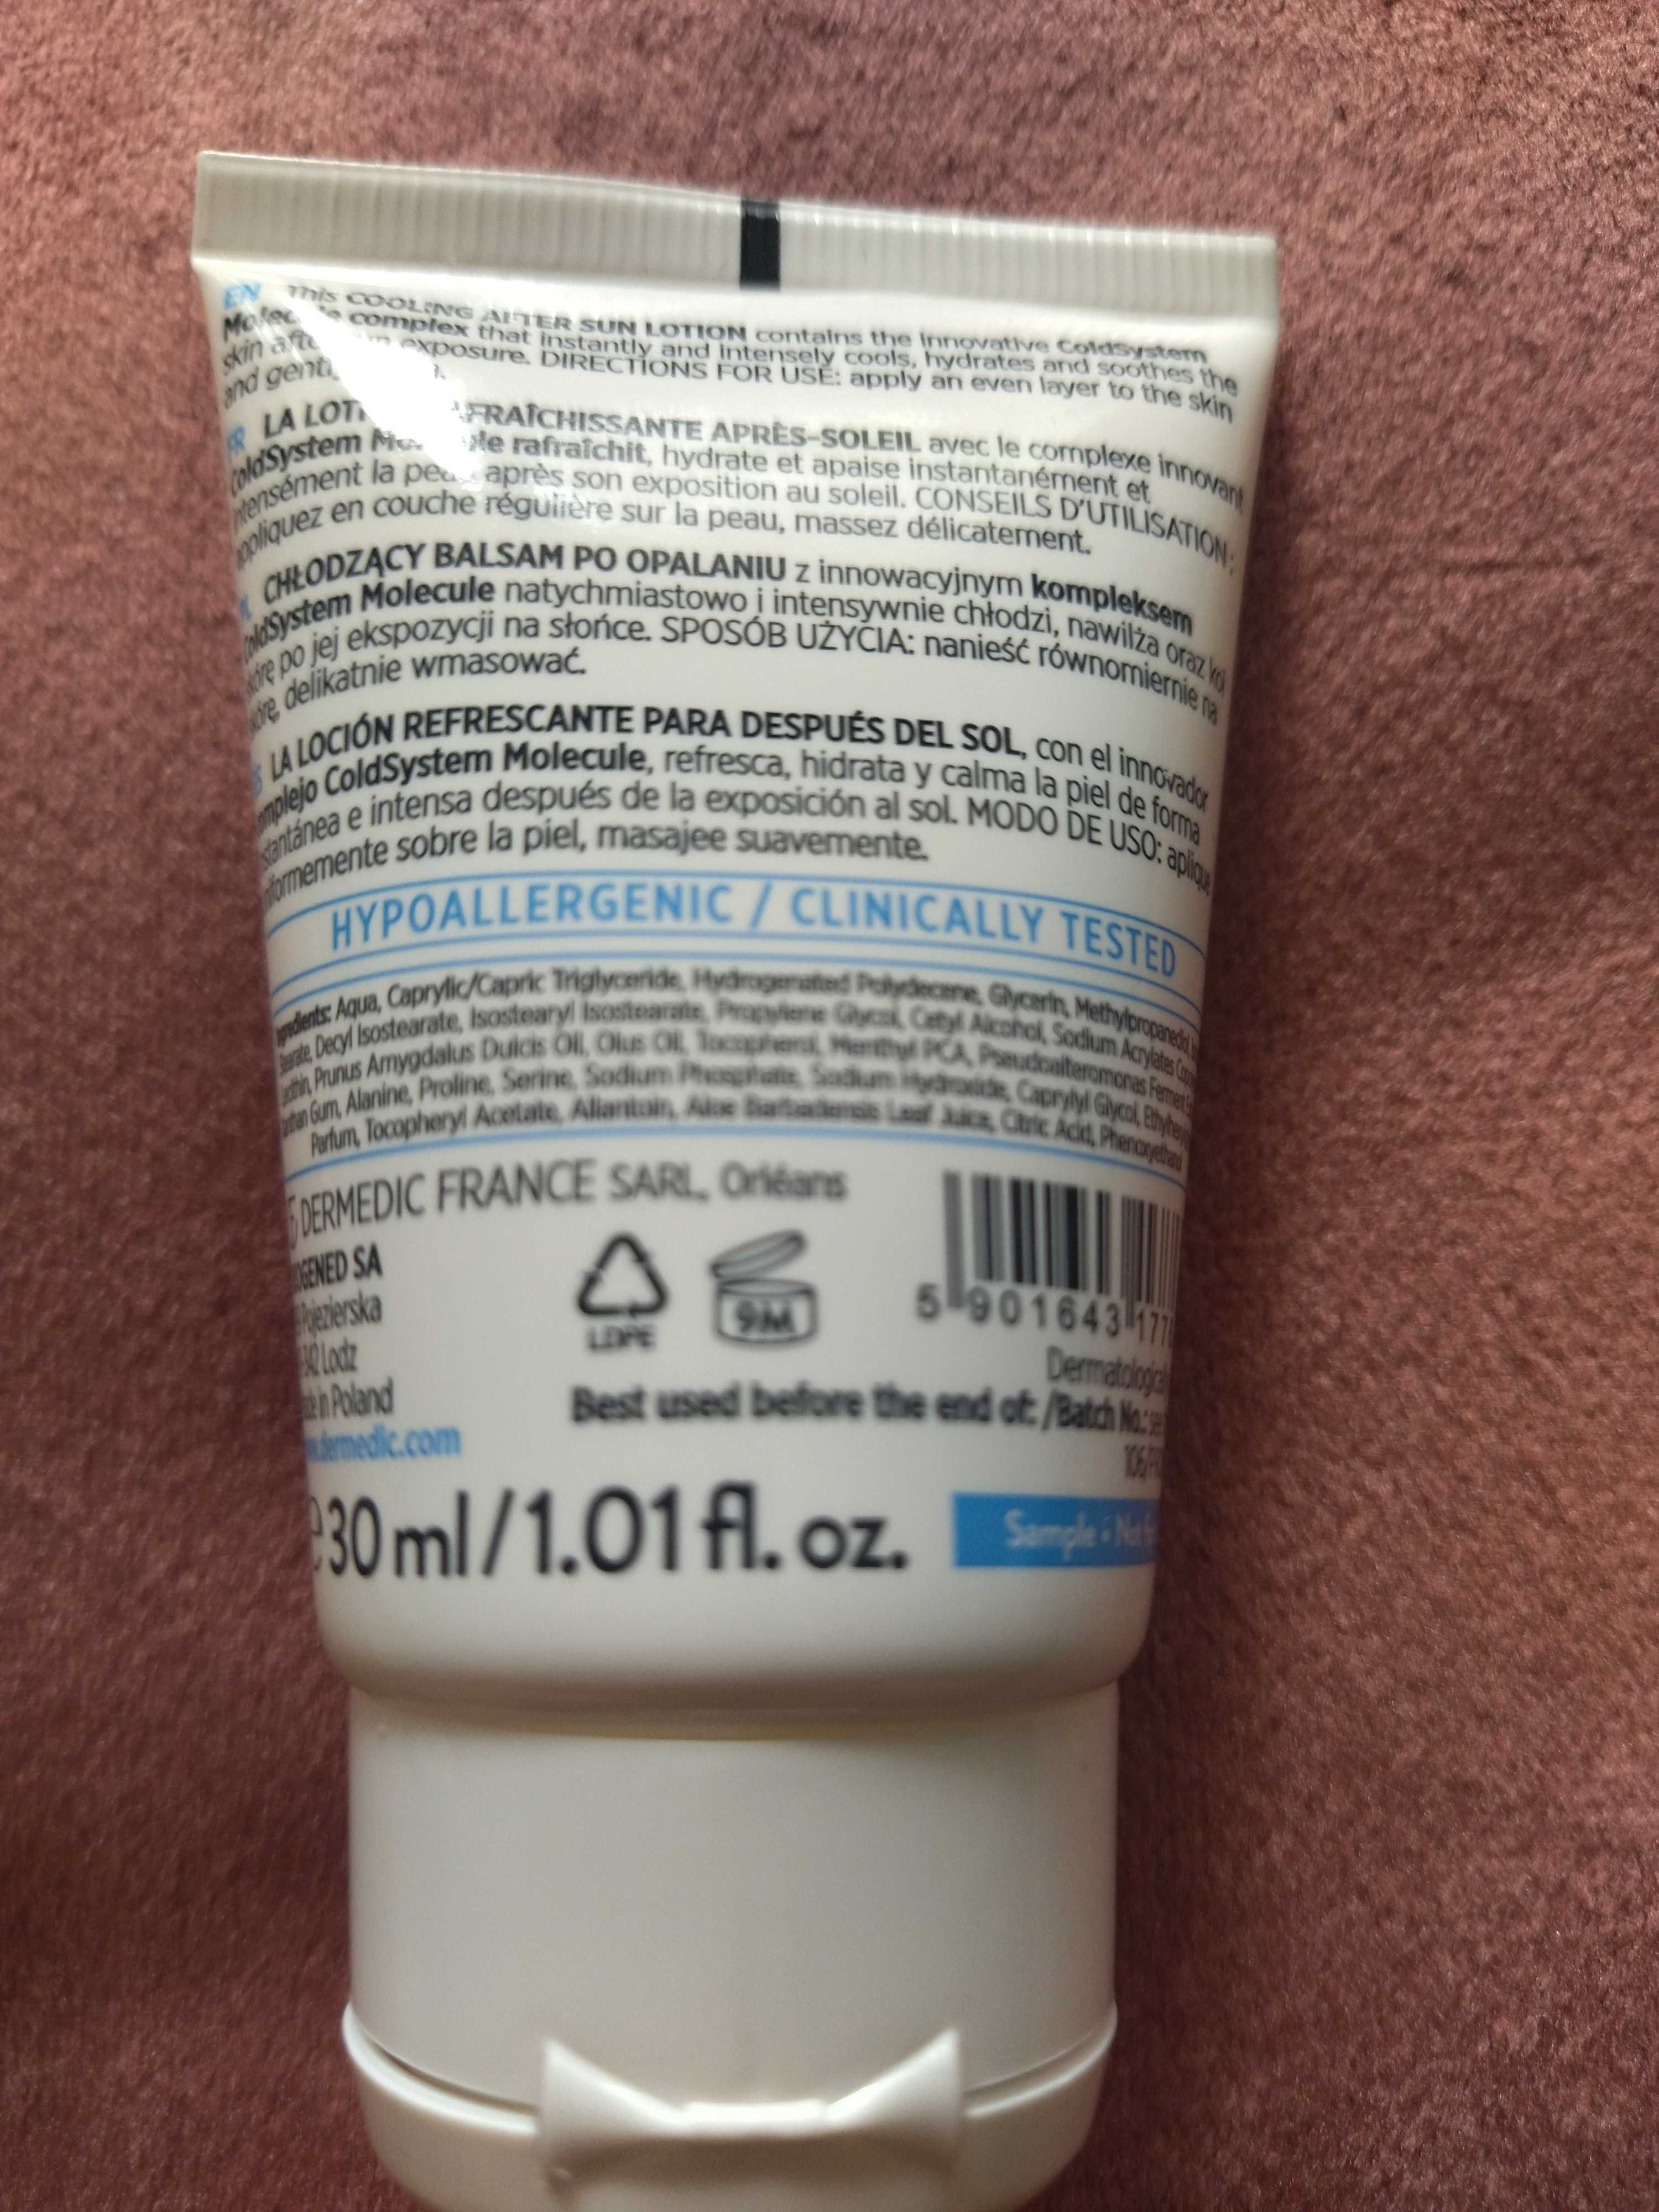 EN This COOLING AFTER SUN LOTION contains the innovative ColdSystem
complex that instantly and intensely cools, hydrates and soothes the
skin exposure. DIRECTIONS FOR USE: apply an even layer to the skin
and
LA APRÈS-SOLEIL avec le complexe innovant
ColdSystem rafraîchit, hydrate et apaise instantanément et
intensément la après son exposition au soleil. CONSEILS D'UTILISATION :
appliquez en couche régulière sur la peau, massez délicatement.
CHŁODZĄCY BALSAM PO OPALANIU z innowacyjnym kompleksem
ColdSystem Molecule natychmiastowo i intensywnie chłodzi, nawilża oraz
po jej ekspozycji na słońce. SPOSÓB UŻYCIA: nanieść równomiernie na
delikatnie wmasować.
LA LOCIÓN REFRESCANTE PARA DESPUÉS DEL SOL, con el innovador
ColdSystem Molecule, refresca, hidrata y calma la piel de forma
e intensa después de la exposición al sol. MODO DE USO: aplique
sobre la piel, masajee suavemente.
HYPOALLERGENIC / CLINICALLY TESTED
Aqua, Caprylic/Capric Triglyceride, Hydrogenated Polydecene, Glycerin, Methylpropanediol,
Decyl Isostearate, Isostearyl Isostearate, Propylene Glycol, Cetyl Alcohol, Sodium Acrylates
Prunus Amygdalus Dulcis Oil, Olus Oil, Tocopherol, Menthyl PCA, Pseudoalteromonas Ferment
Gum, Alanine, Proline, Serine, Sodium Phosphate, Sodium Hydroxide, Caprylyl Glycol,
Parfum, Tocopheryl Acetate, Allantoin, Aloe Barbadensis Leaf Juice, Citric Acid, Phenoxyethanol
DERMEDIC FRANCE SARL, Orléans
SA
Lodz
in Poland
LDPE
9M
5 901643
Best used before the end of: /Batch No.:
30 ml / 1.01 fl. oz.
Sample